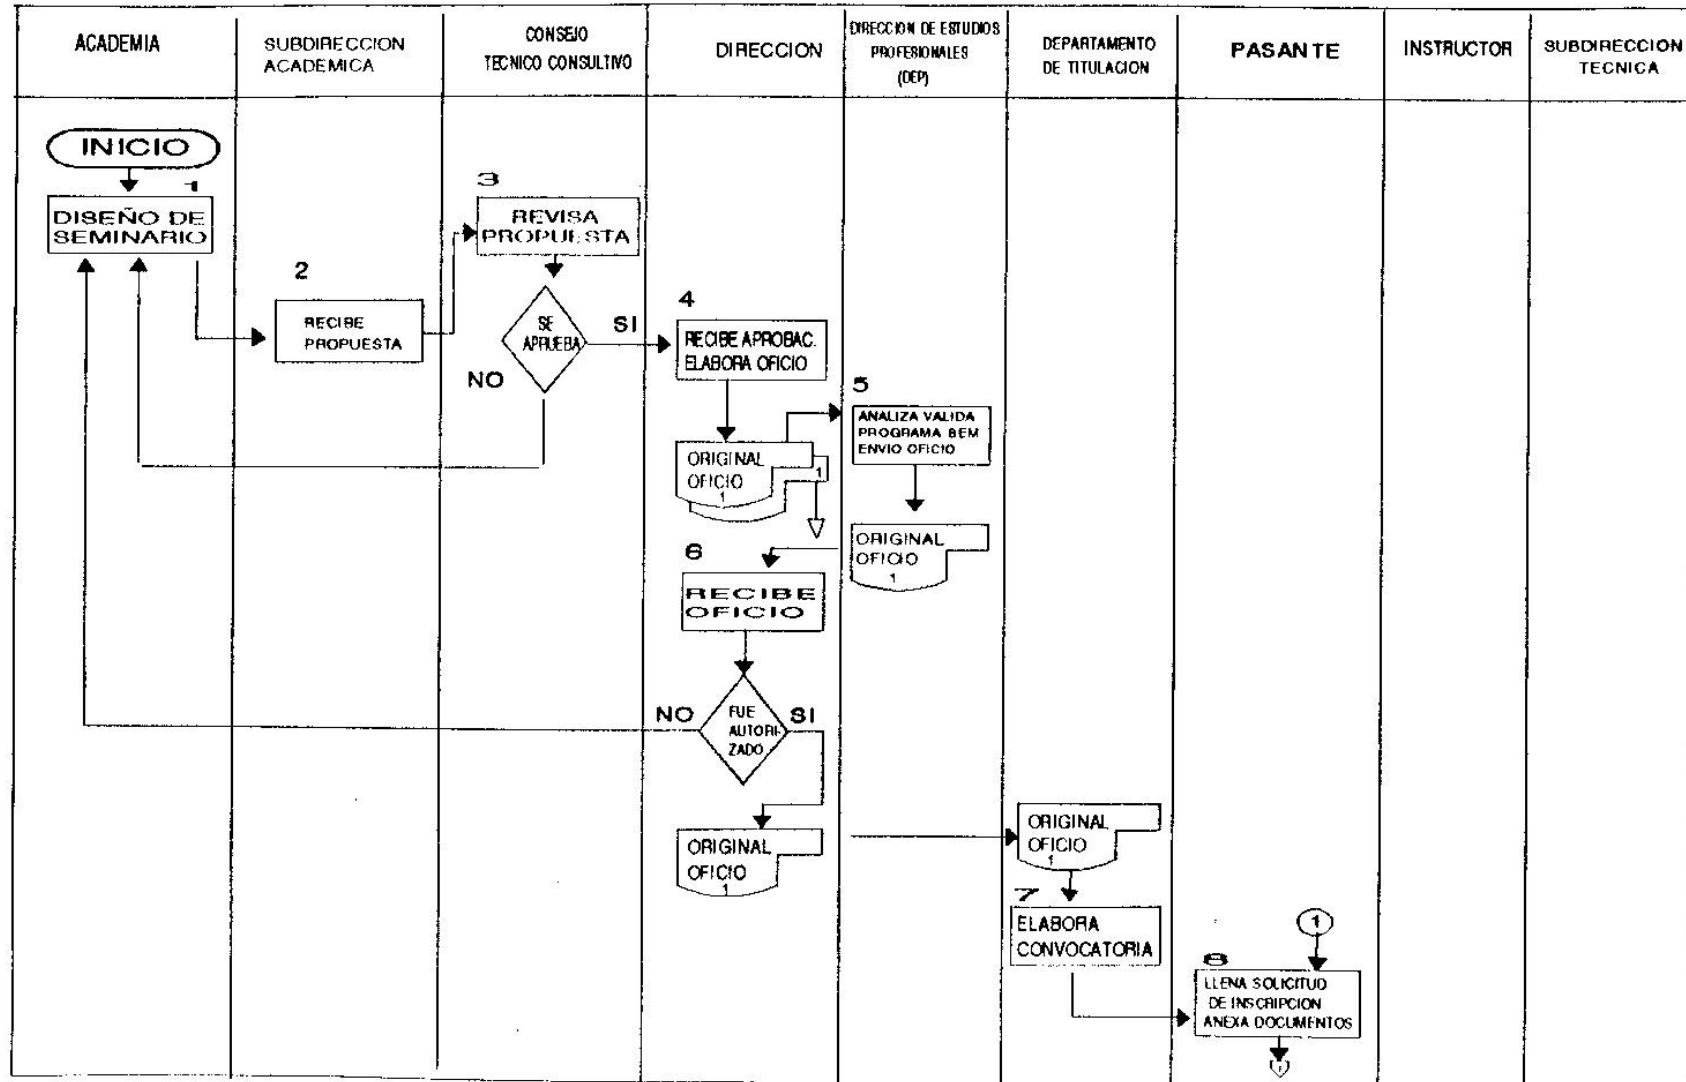 ACADEMIA
SUBDIRECCION
ACADEMICA
CONSEJO
TECNICO CONSULTIVO
DIRECCION
DIRECCION DE ESTUDIOS
PROFESIONALES
(DEP)
DEPARTAMENTO
DE TITULACION
PASANTE
INSTRUCTOR
SUBDIRECCION
TECNICA
INICIO
1
DISEÑO DE
SEMINARIO
2
RECIBE
PROPUESTA
3
REVISA
PROPUESTA
SE
APRUEBA
SI
NO
4
RECIBE APROBAC.
ELABORA OFICIO
ORIGINAL
OFICIO
1
1
5
ANALIZA VALIDA
PROGRAMA BEM
ENVIO OFICIO
ORIGINAL
OFICIO
1
6
RECIBE
OFICIO
NO
FUE
AUTORI-
ZADO
SI
ORIGINAL
OFICIO
1
ORIGINAL
OFICIO
1
7
ELABORA
CONVOCATORIA
1
8
LLENA SOLICITUD
DE INSCRIPCION
ANEXA DOCUMENTOS